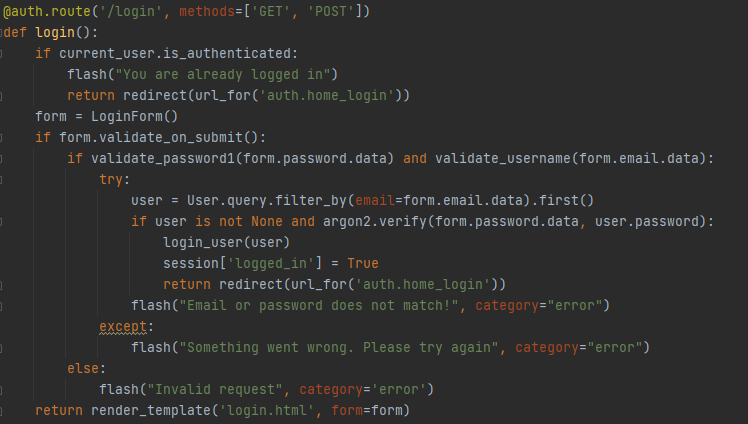 @auth.route('/login', methods=['GET', 'POST'])
def login():
    if current_user.is_authenticated:
        flash("You are already logged in")
        return redirect(url_for('auth.home_login'))
    form = LoginForm()
    if form.validate_on_submit():
        if validate_password1(form.password.data) and validate_username(form.email.data):
            try:
                user = User.query.filter_by(email=form.email.data).first()
                if user is not None and argon2.verify(form.password.data, user.password):
                    login_user(user)
                    session['logged_in'] = True
                    return redirect(url_for('auth.home_login'))
                flash("Email or password does not match!", category="error")
            except:
                flash("Something went wrong. Please try again", category="error")
        else:
            flash("Invalid request", category='error')
    return render_template('login.html', form=form)